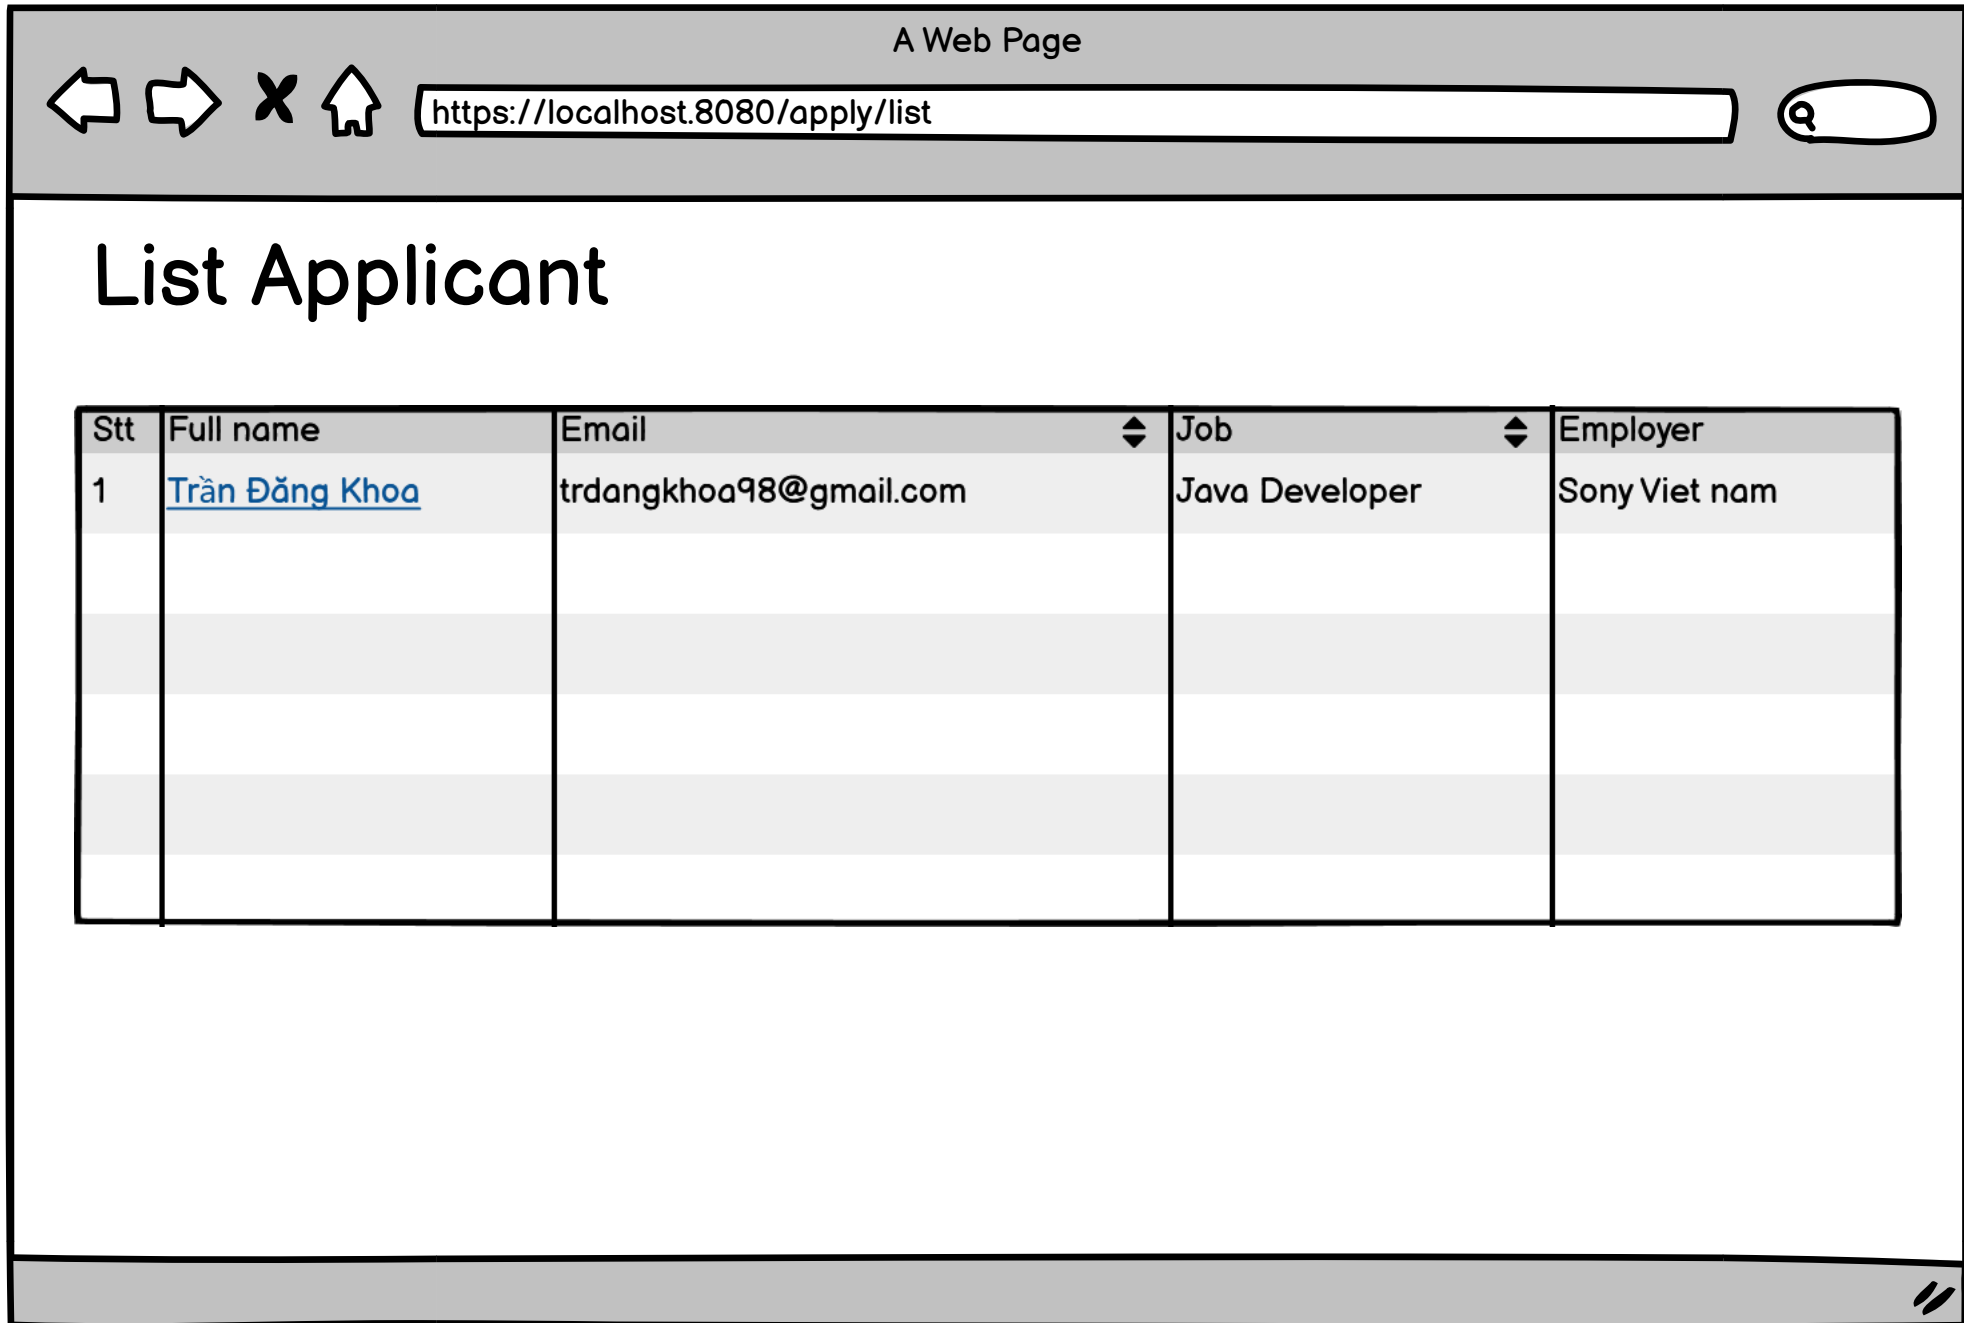 A Web Page
https://localhost.8080/apply/list
List Applicant
Stt Full name Email Job Employer
1 Trần Đăng Khoa trdangkhoa98@gmail.com Java Developer Sony Viet nam